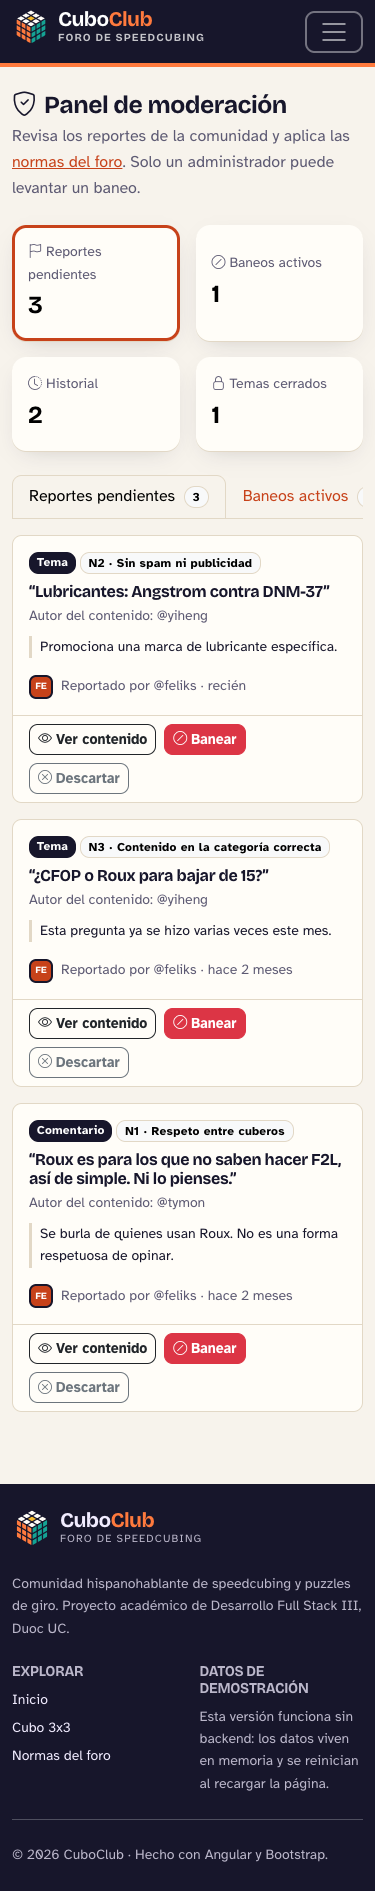 CuboClub
FORO DE SPEEDCUBING
Panel de moderación
Revisa los reportes de la comunidad y aplica las
normas del foro. Solo un administrador puede
levantar un baneo.
Reportes
pendientes
3
Baneos activos
1
Historial
2
Temas cerrados
1
Reportes pendientes 3
Baneos activos
Tema N2 · Sin spam ni publicidad
“Lubricantes: Angstrom contra DNM-37”
Autor del contenido: @yiheng
Promociona una marca de lubricante específica.
FE Reportado por @feliks · recién
Ver contenido Banear
Descartar
Tema N3 · Contenido en la categoría correcta
“¿CFOP o Roux para bajar de 15?”
Autor del contenido: @yiheng
Esta pregunta ya se hizo varias veces este mes.
FE Reportado por @feliks · hace 2 meses
Ver contenido Banear
Descartar
Comentario N1 · Respeto entre cuberos
“Roux es para los que no saben hacer F2L,
así de simple. Ni lo pienses.”
Autor del contenido: @tymon
Se burla de quienes usan Roux. No es una forma
respetuosa de opinar.
FE Reportado por @feliks · hace 2 meses
Ver contenido Banear
Descartar
CuboClub
FORO DE SPEEDCUBING
Comunidad hispanohablante de speedcubing y puzzles
de giro. Proyecto académico de Desarrollo Full Stack III,
Duoc UC.
EXPLORAR
Inicio
Cubo 3x3
Normas del foro
DATOS DE
DEMOSTRACIÓN
Esta versión funciona sin
backend: los datos viven
en memoria y se reinician
al recargar la página.
© 2026 CuboClub · Hecho con Angular y Bootstrap.